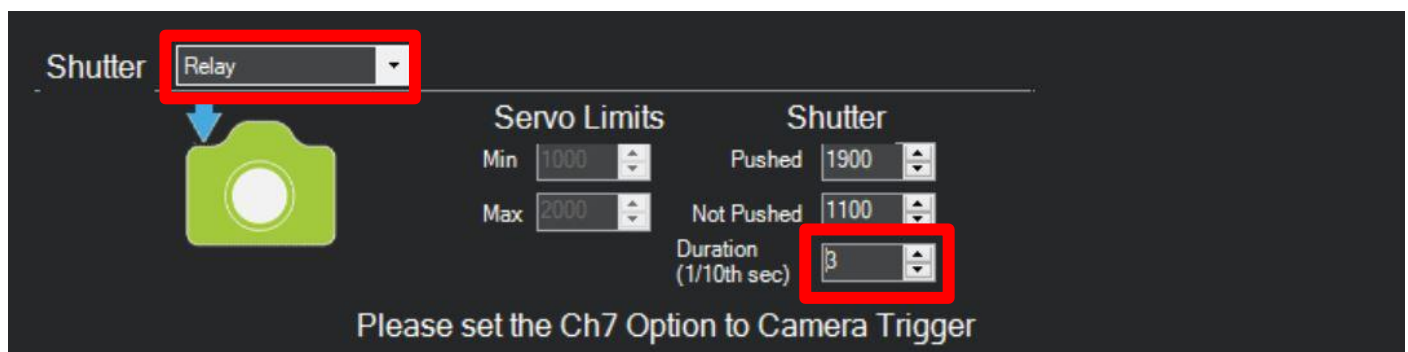 Shutter Relay
Servo Limits Shutter
Min 1000 Pushed 1900
Max 2000 Not Pushed 1100
Duration
(1/10th sec) 3
Please set the Ch7 Option to Camera Trigger